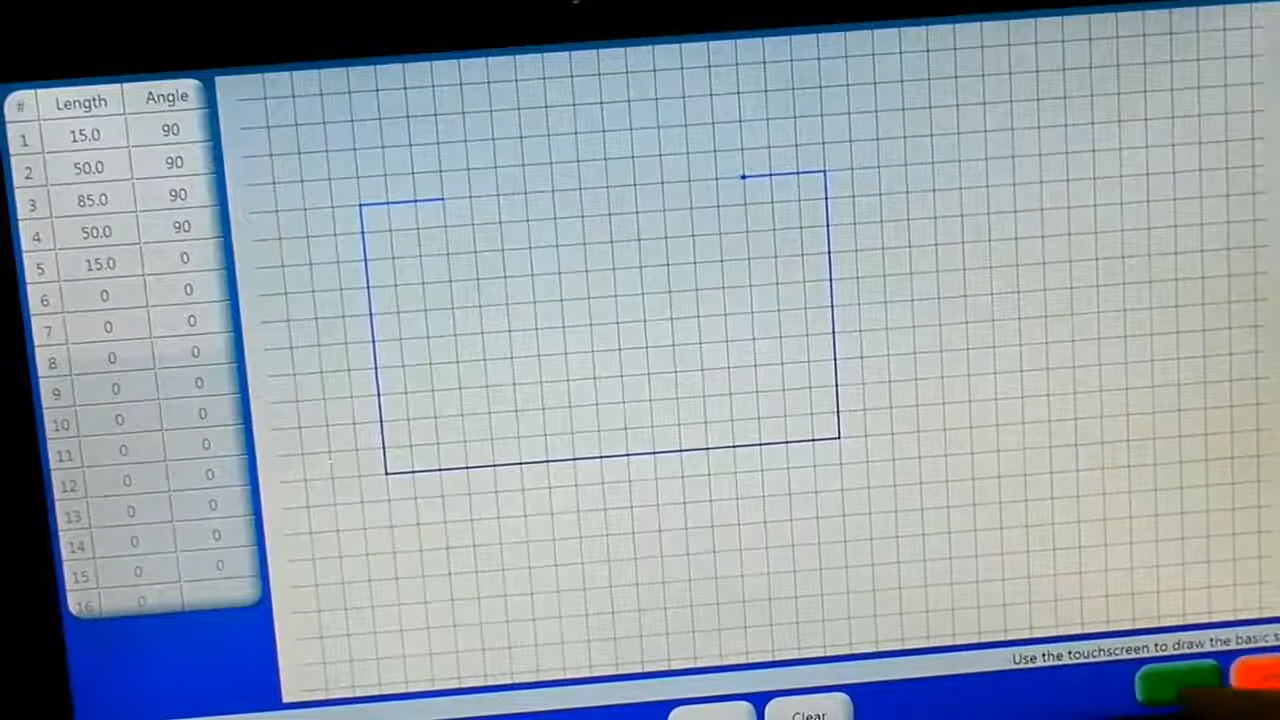 # Length Angle
1 15.0 90
2 50.0 90
3 85.0 90
4 50.0 90
5 15.0 0
6 0 0
7 0 0
8 0 0
9 0 0
10 0 0
11 0 0
12 0 0
13 0 0
14 0 0
15 0 0
16 0
Use the touchscreen to draw the basic s
Clear